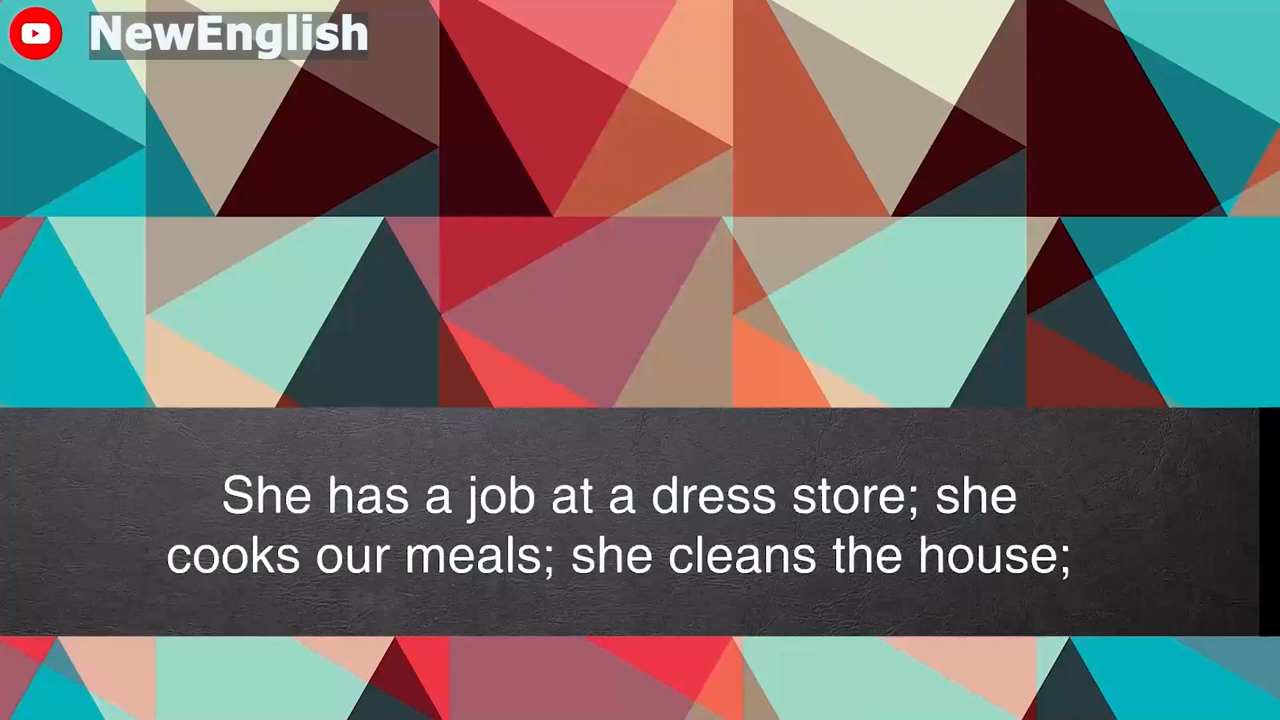 NewEnglish
She has a job at a dress store; she
cooks our meals; she cleans the house;